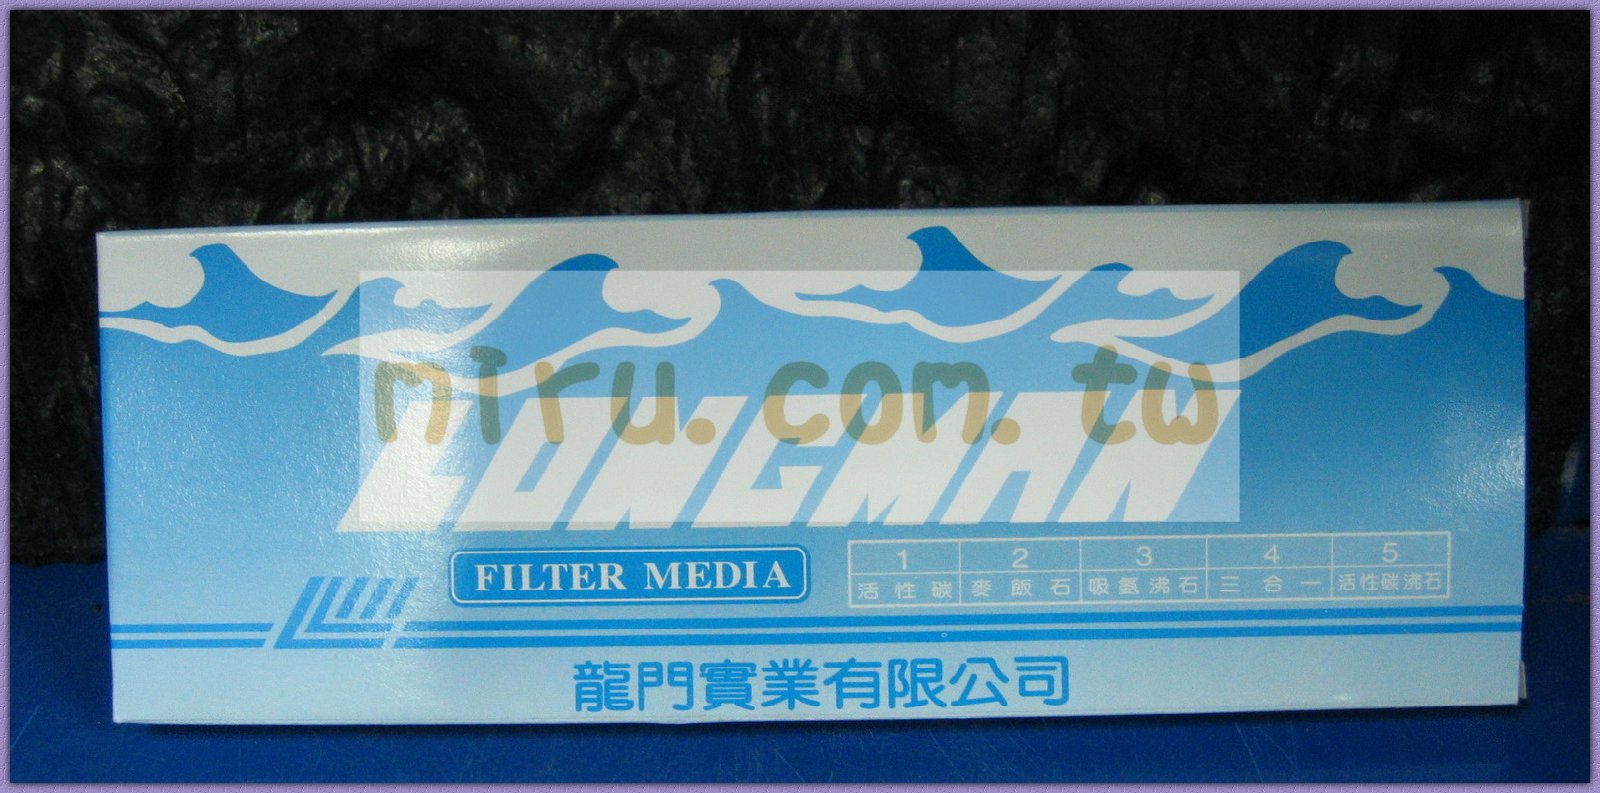 miru.com.tw
LONGMAN
FILTER MEDIA
1 2 3 4 5
活性碳 麥飯石 吸氨沸石 三合一 活性碳沸石
龍門實業有限公司